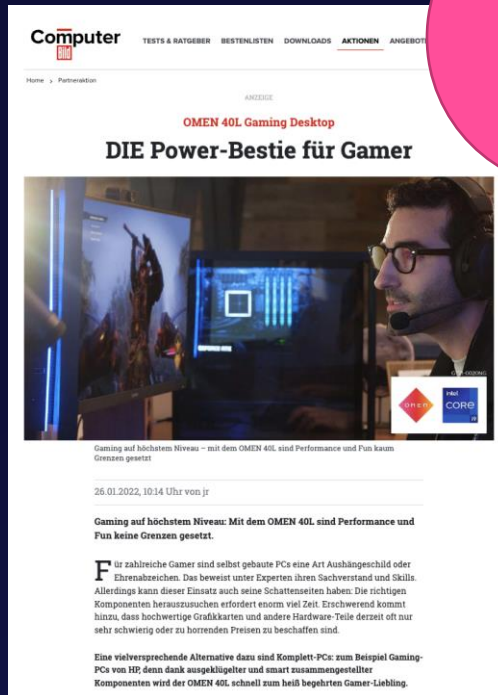 Computer
Bild
TESTS & RATGEBER BESTENLISTEN DOWNLOADS AKTIONEN ANGEBOTE
Home > Partneraktion
ANZEIGE
OMEN 40L Gaming Desktop
DIE Power-Bestie für Gamer
GEFORCE RTX
OMEN
intel
CORE
i9
Gaming auf höchstem Niveau – mit dem OMEN 40L sind Performance und Fun kaum
Grenzen gesetzt
26.01.2022, 10:14 Uhr von jr
Gaming auf höchstem Niveau: Mit dem OMEN 40L sind Performance und
Fun keine Grenzen gesetzt.
Für zahlreiche Gamer sind selbst gebaute PCs eine Art Aushängeschild oder
Ehrenabzeichen. Das beweist unter Experten ihren Sachverstand und Skills.
Allerdings kann dieser Einsatz auch seine Schattenseiten haben: Die richtigen
Komponenten herauszusuchen erfordert enorm viel Zeit. Erschwerend kommt
hinzu, dass hochwertige Grafikkarten und andere Hardware-Teile derzeit oft nur
sehr schwierig oder zu horrenden Preisen zu beschaffen sind.
Eine vielversprechende Alternative dazu sind Komplett-PCs: zum Beispiel Gaming-
PCs von HP, denn dank ausgeklügelter und smart zusammengestellter
Komponenten wird der OMEN 40L schnell zum heiß begehrten Gamer-Liebling.